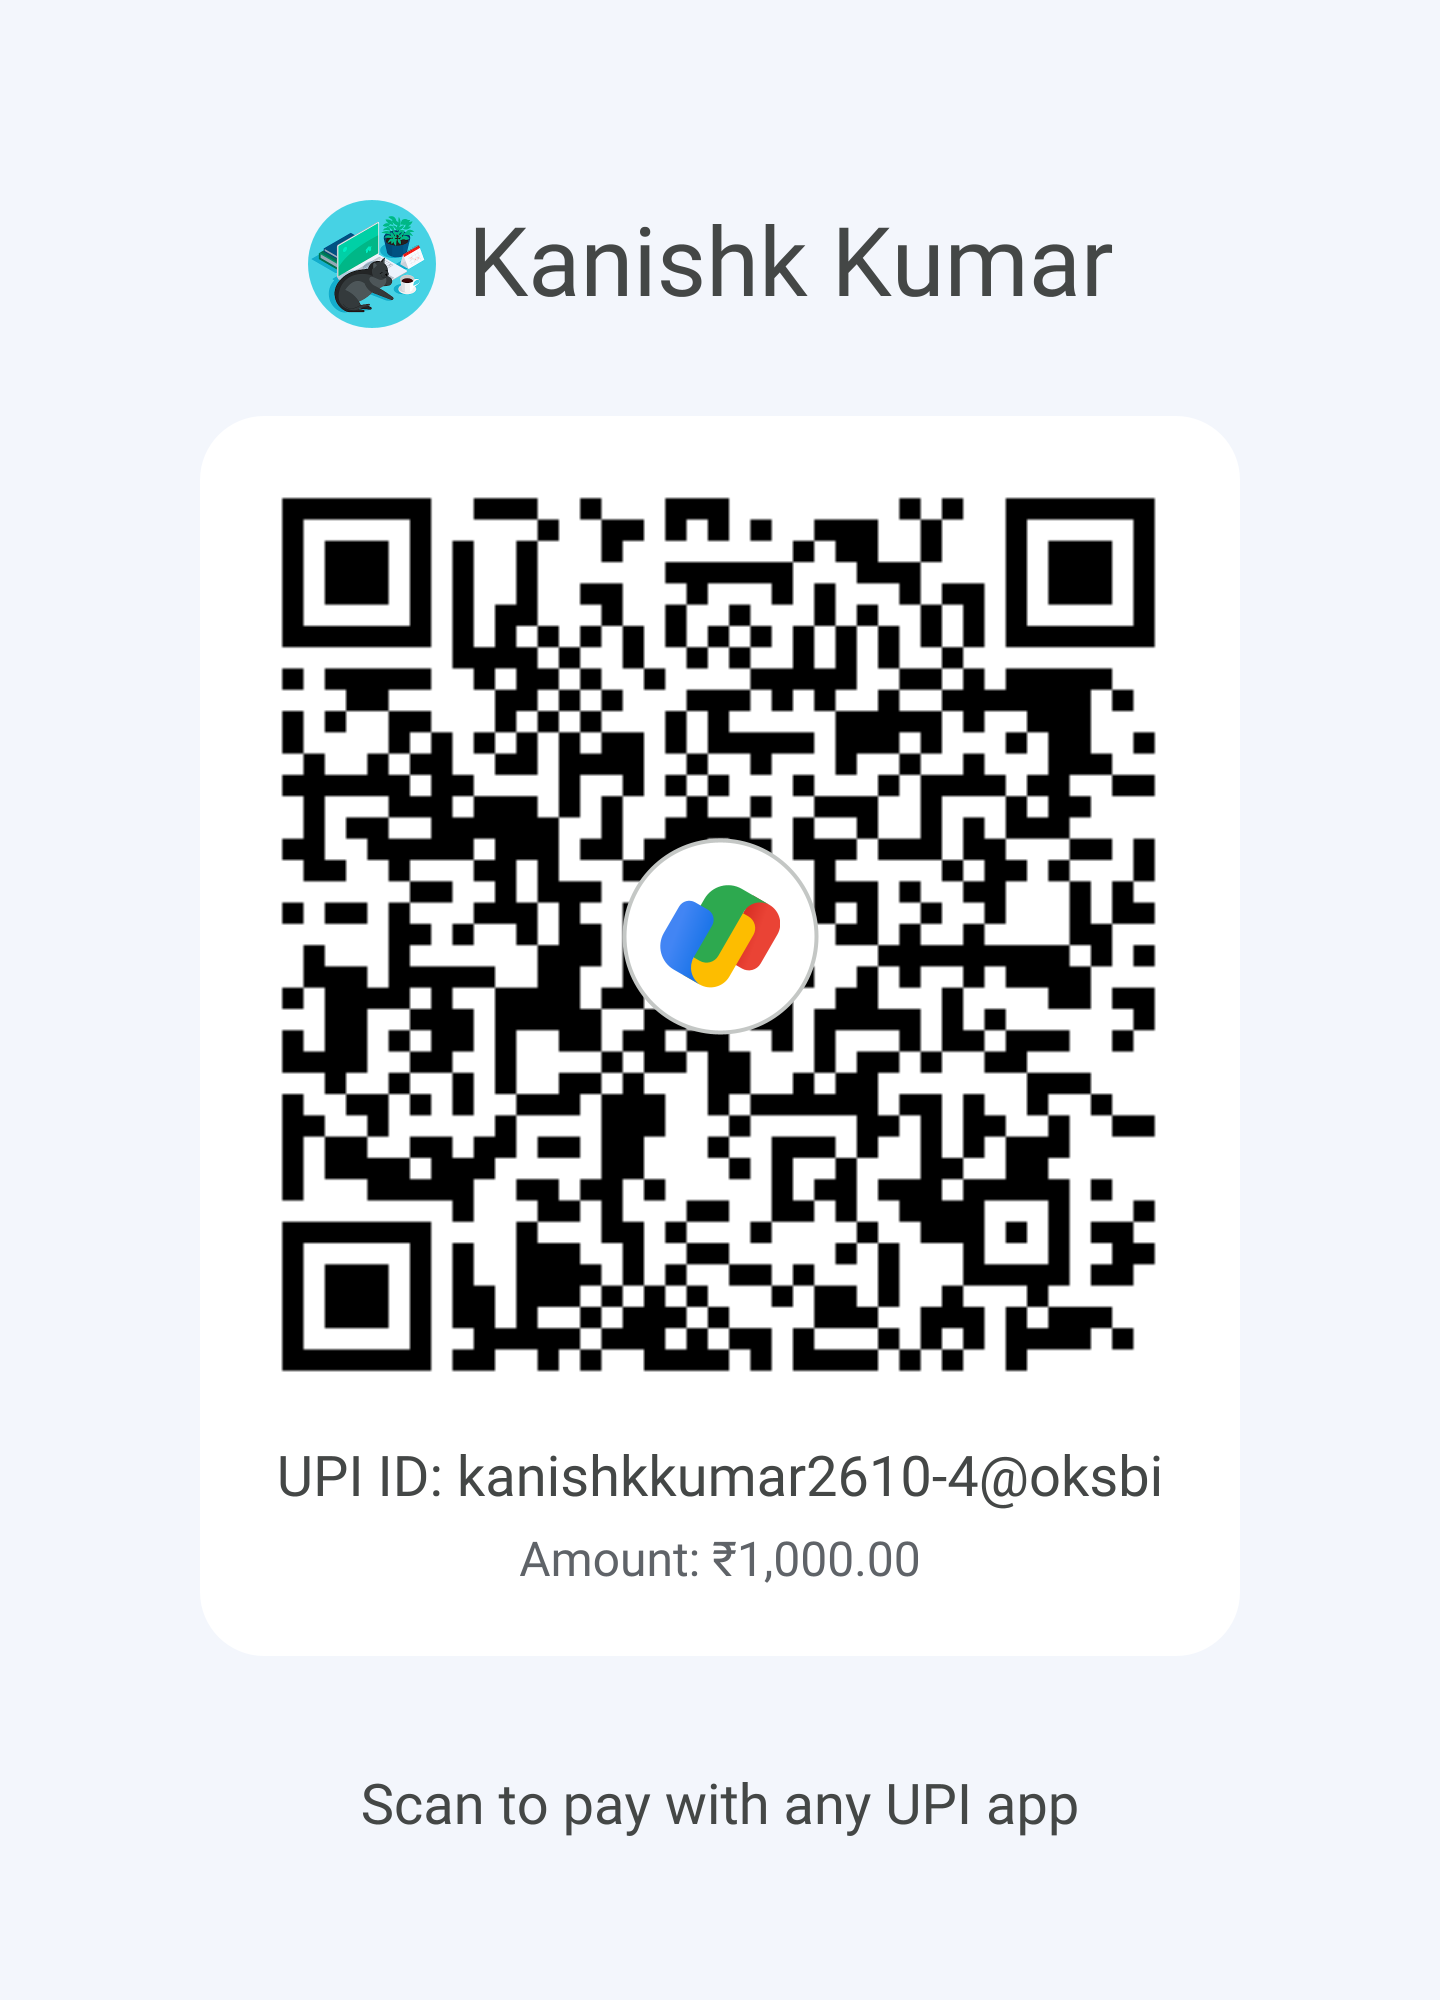 Kanishk Kumar
UPI ID: kanishkkumar2610-4@oksbi
Amount: ₹1,000.00
Scan to pay with any UPI app